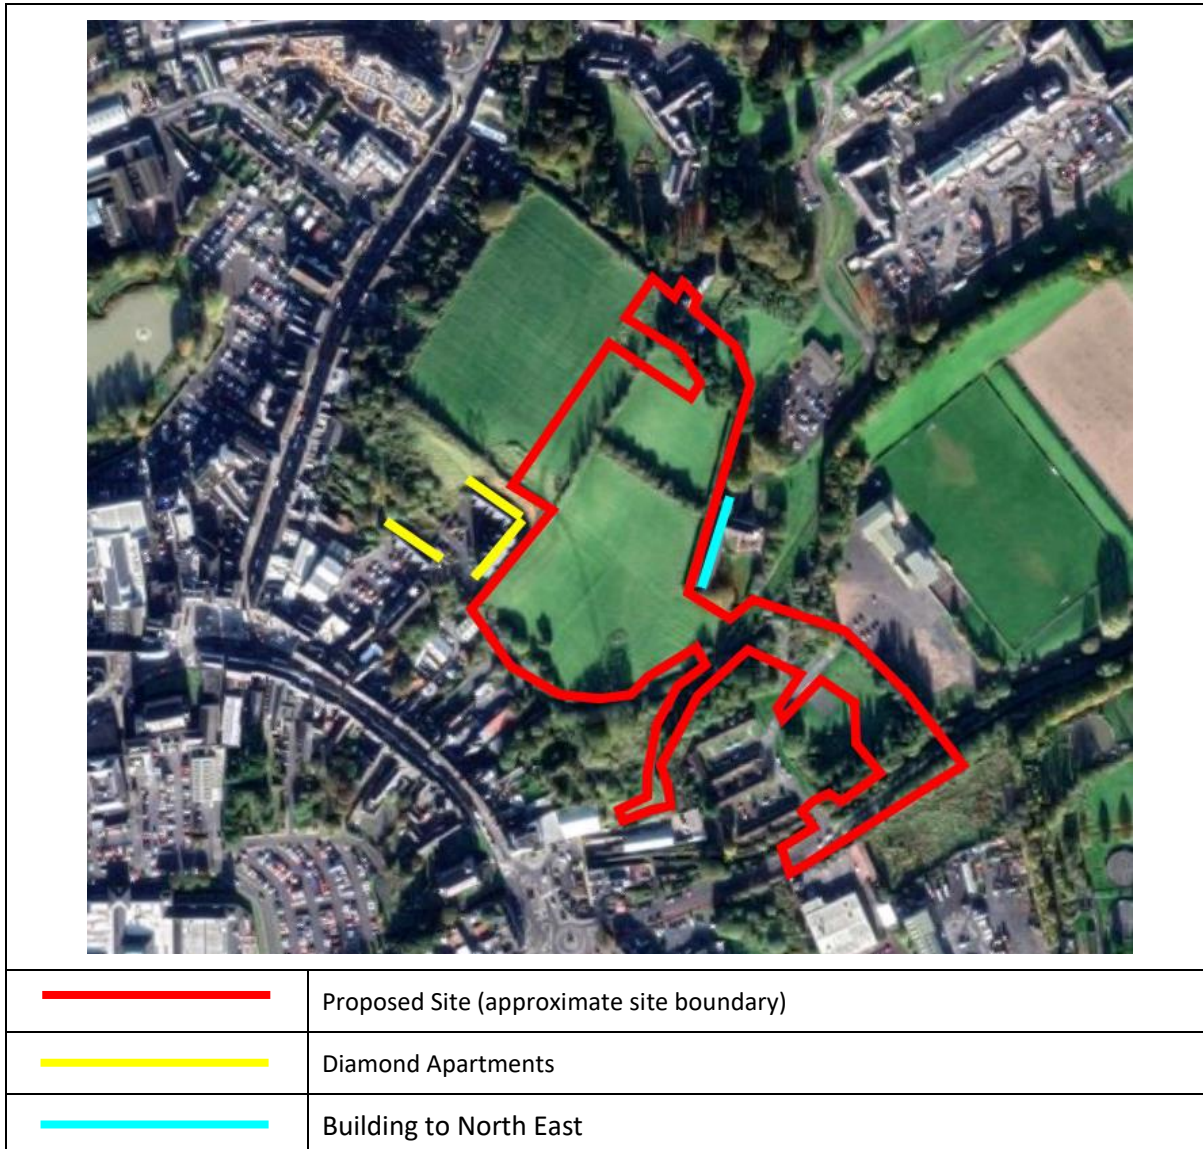 Proposed Site (approximate site boundary)
Diamond Apartments
Building to North East